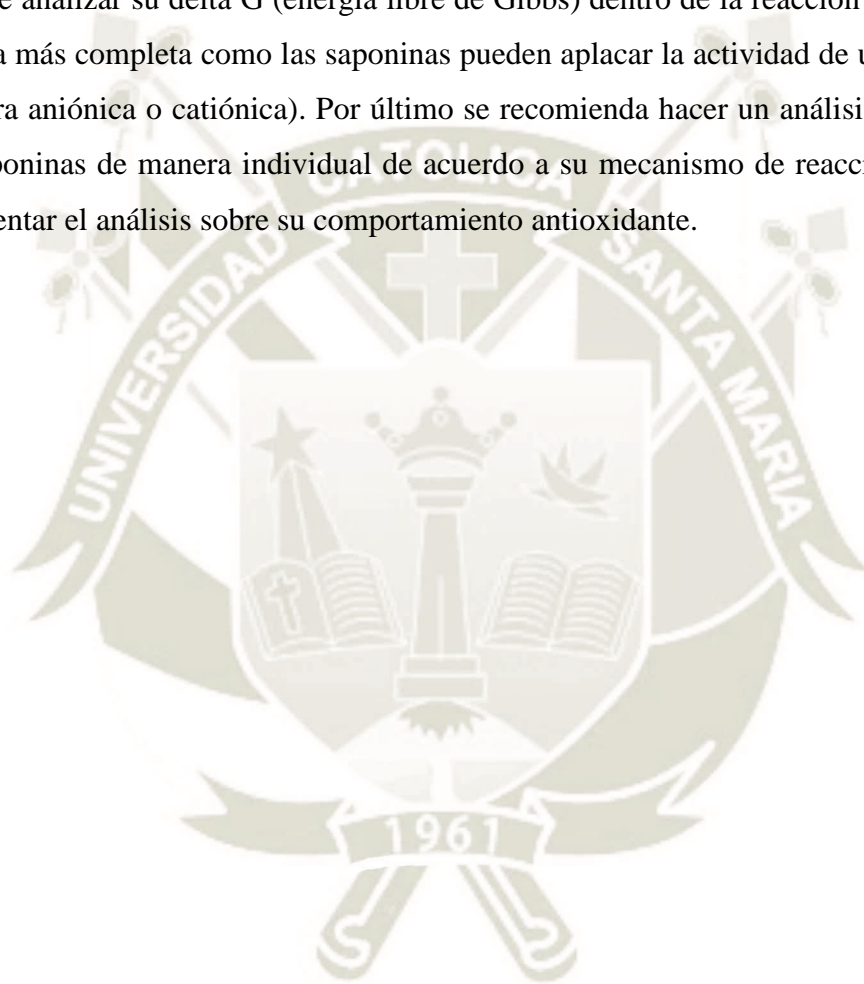 e analizar su delta G (energía libre de Gibbs) dentro de la reacción
a más completa como las saponinas pueden aplacar la actividad de u
ra aniónica o catiónica). Por último se recomienda hacer un análisi
poninas de manera individual de acuerdo a su mecanismo de reacci
entar el análisis sobre su comportamiento antioxidante.
UNIVERSIDAD CATOLICA SANTA MARIA
1961